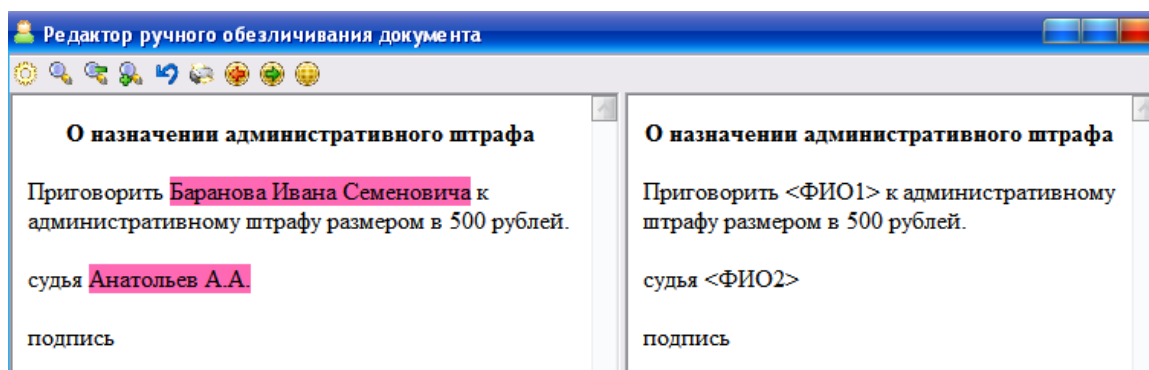 Редактор ручного обезличивания документа
О назначении административного штрафа
Приговорить Баранова Ивана Семеновича к
административному штрафу размером в 500 рублей.
судья Анатольев А.А.
подпись
О назначении административного штрафа
Приговорить <ФИО1> к административному
штрафу размером в 500 рублей.
судья <ФИО2>
подпись